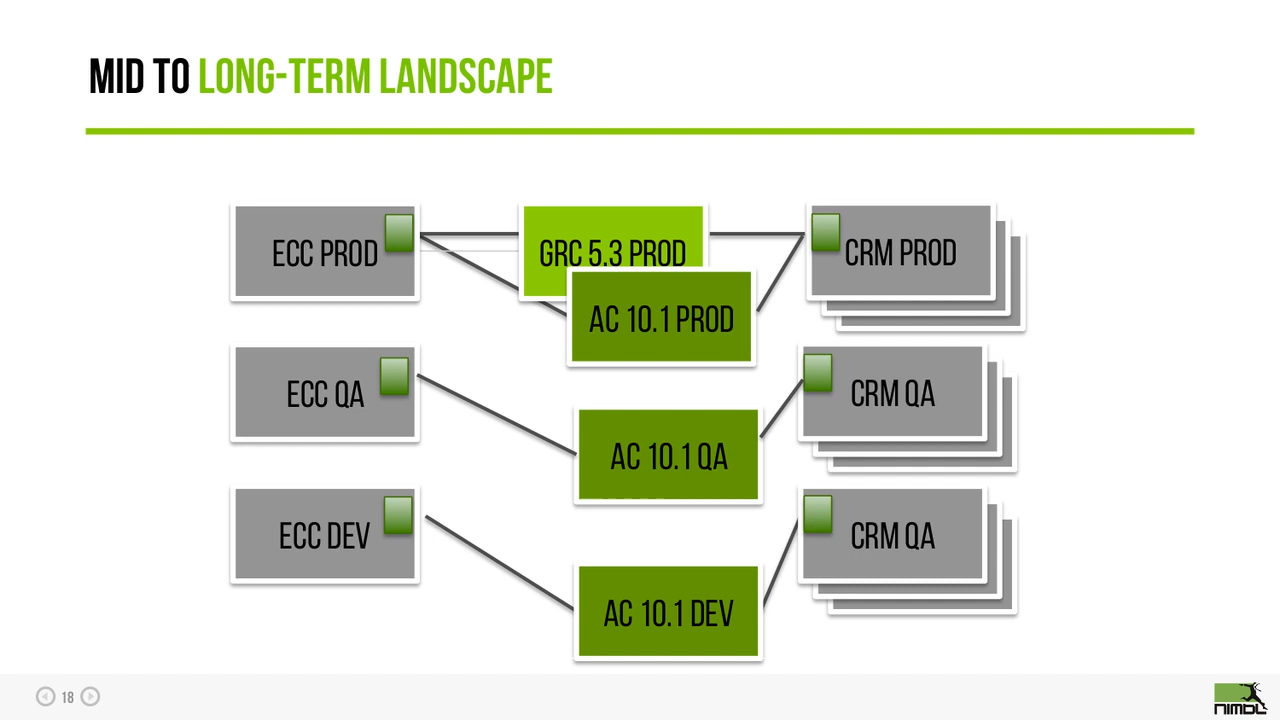 MID TO LONG-TERM LANDSCAPE
ECC PROD
GRC 5.3 PROD
CRM PROD
AC 10.1 PROD
ECC QA
CRM QA
AC 10.1 QA
ECC DEV
CRM QA
AC 10.1 DEV
18
NIMBL